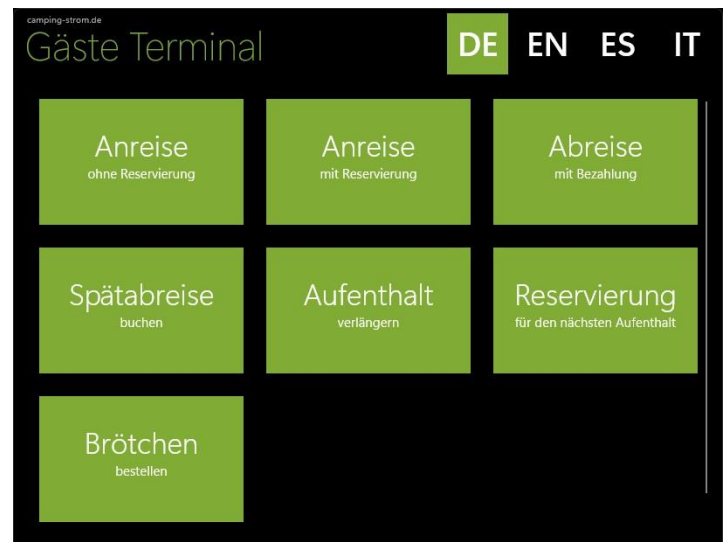 camping-strom.de
Gäste Terminal
DE EN ES IT
Anreise
ohne Reservierung
Anreise
mit Reservierung
Abreise
mit Bezahlung
Spätabreise
buchen
Aufenthalt
verlängern
Reservierung
für den nächsten Aufenthalt
Brötchen
bestellen